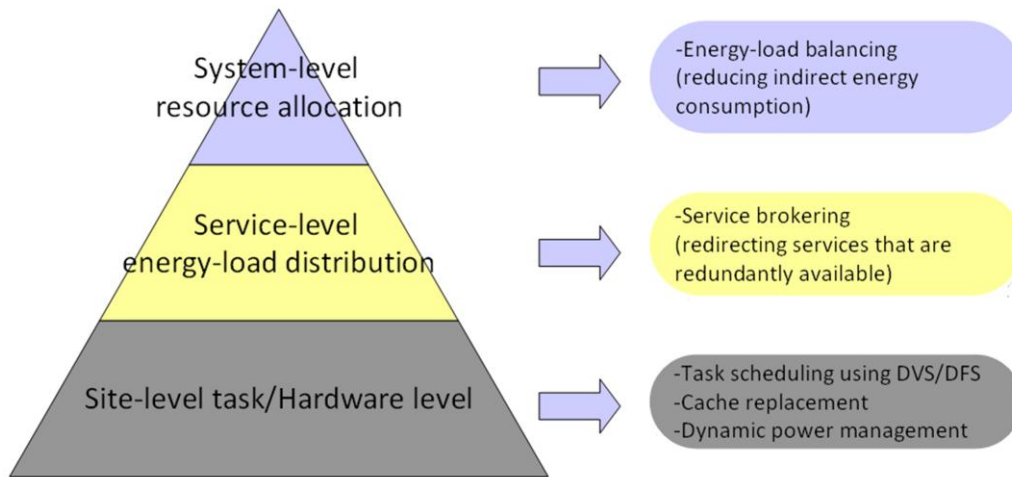 System-level
resource allocation
-Energy-load balancing
(reducing indirect energy
consumption)
Service-level
energy-load distribution
-Service brokering
(redirecting services that are
redundantly available)
Site-level task/Hardware level
-Task scheduling using DVS/DFS
-Cache replacement
-Dynamic power management